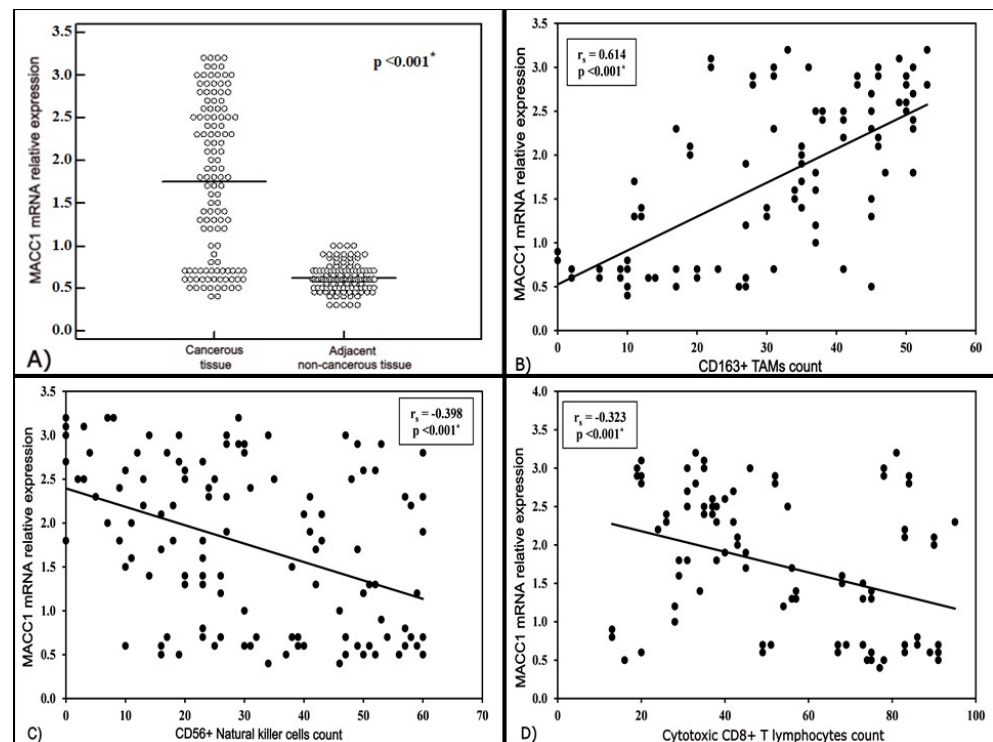 MACC1 mRNA relative expression
3.5
3.0
2.5
2.0
1.5
1.0
0.5
0.0
p <0.001*
Cancerous
tissue
Adjacent
non-cancerous tissue
A)
MACC1 mRNA relative expression
3.5
3.0
2.5
2.0
1.5
1.0
0.5
0.0
rs = 0.614
p <0.001*
0 10 20 30 40 50 60
CD163+ TAMs count
B)
MACC1 mRNA relative expression
3.5
3.0
2.5
2.0
1.5
1.0
0.5
0.0
rs = -0.398
p <0.001*
0 10 20 30 40 50 60 70
CD56+ Natural killer cells count
C)
MACC1 mRNA relative expression
4.0
3.5
3.0
2.5
2.0
1.5
1.0
0.5
0.0
rs = -0.323
p <0.001*
0 20 40 60 80 100
Cytotoxic CD8+ T lymphocytes count
D)